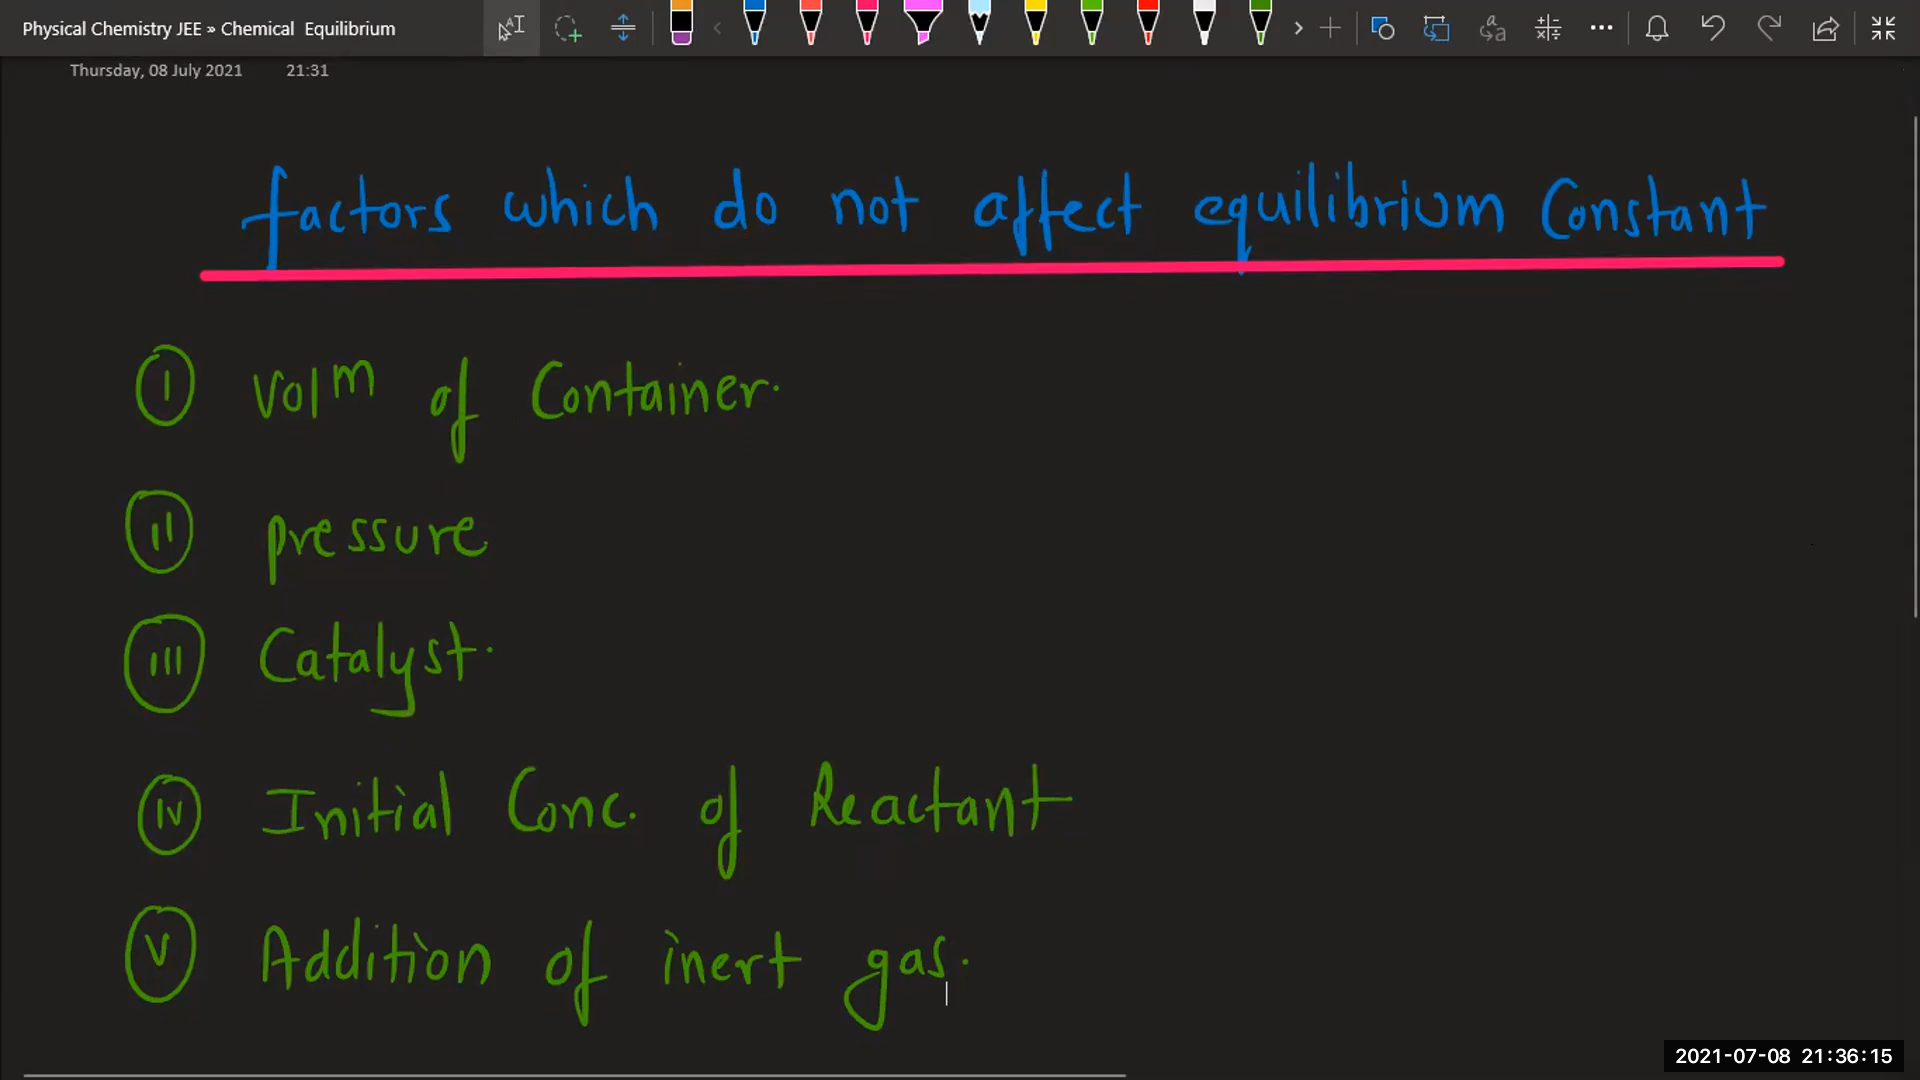 Physical Chemistry JEE » Chemical Equilibrium
Thursday, 08 July 2021 21:31
factors which do not affect equilibrium Constant
(i) Volm of Container.
(ii) pressure
(iii) Catalyst.
(iv) Initial Conc. of Reactant
(v) Addition of inert gas.
2021-07-08 21:36:15